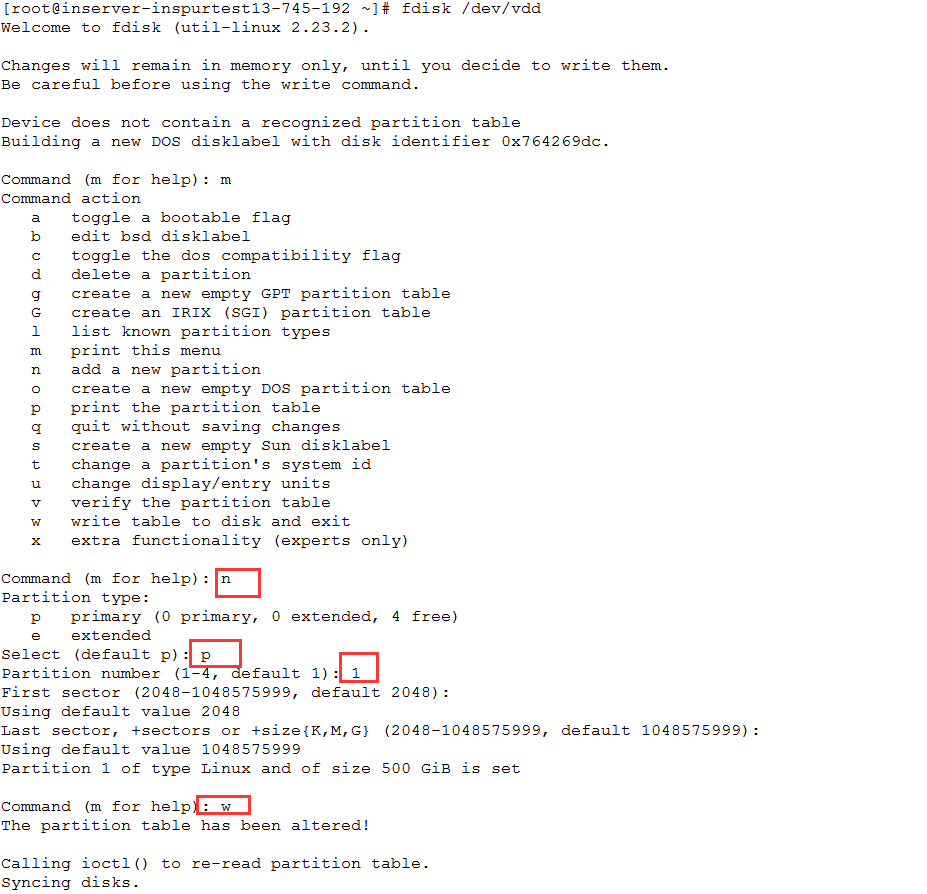 [root@inserver-inspurtest13-745-192 ~]# fdisk /dev/vdd
Welcome to fdisk (util-linux 2.23.2).
Changes will remain in memory only, until you decide to write them.
Be careful before using the write command.
Device does not contain a recognized partition table
Building a new DOS disklabel with disk identifier 0x764269dc.
Command (m for help): m
Command action
a   toggle a bootable flag
b   edit bsd disklabel
c   toggle the dos compatibility flag
d   delete a partition
g   create a new empty GPT partition table
G   create an IRIX (SGI) partition table
l   list known partition types
m   print this menu
n   add a new partition
o   create a new empty DOS partition table
p   print the partition table
q   quit without saving changes
s   create a new empty Sun disklabel
t   change a partition's system id
u   change display/entry units
v   verify the partition table
w   write table to disk and exit
x   extra functionality (experts only)
Command (m for help): n
Partition type:
p   primary (0 primary, 0 extended, 4 free)
e   extended
Select (default p): p
Partition number (1-4, default 1): 1
First sector (2048-1048575999, default 2048):
Using default value 2048
Last sector, +sectors or +size{K,M,G} (2048-1048575999, default 1048575999):
Using default value 1048575999
Partition 1 of type Linux and of size 500 GiB is set
Command (m for help): w
The partition table has been altered!
Calling ioctl() to re-read partition table.
Syncing disks.